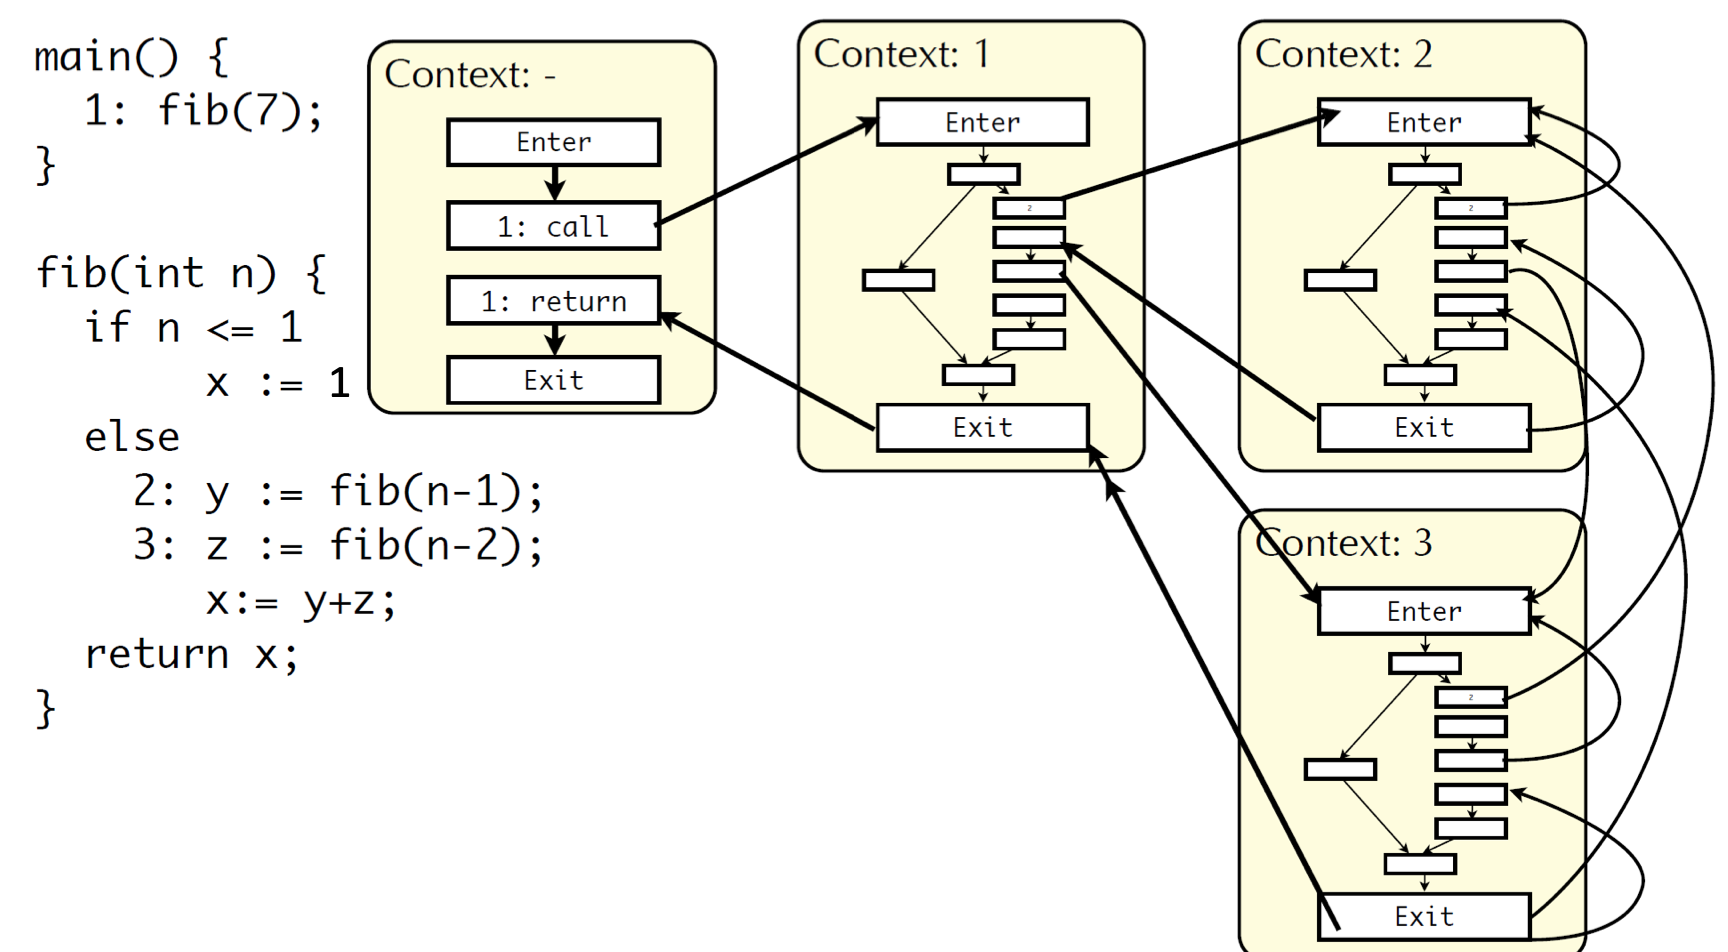 main() {
1: fib(7);
}
fib(int n) {
if n <= 1
x := 1
else
2: y := fib(n-1);
3: z := fib(n-2);
x:= y+z;
return x;
}
Context: -
Enter
1: call
1: return
Exit
Context: 1
Enter
2
Exit
Context: 2
Enter
2
Exit
Context: 3
Enter
2
Exit